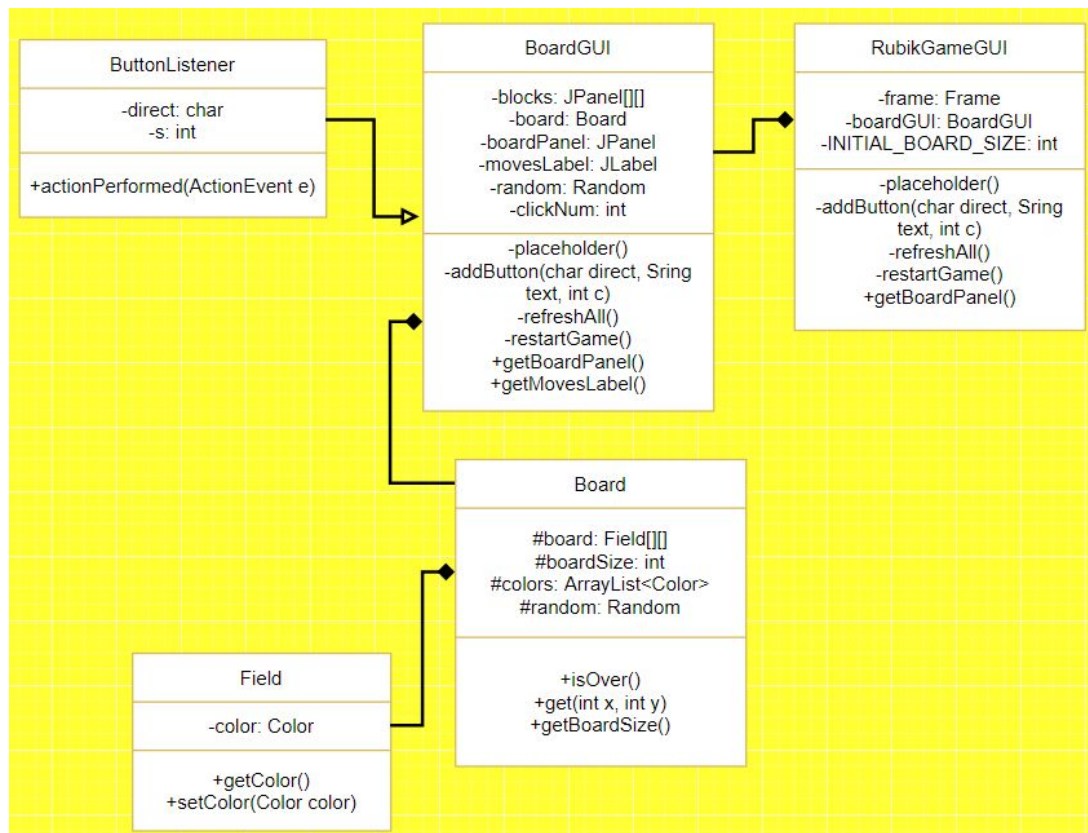 ButtonListener
-direct: char
-s: int
+actionPerformed(ActionEvent e)
BoardGUI
-blocks: JPanel[][]
-board: Board
-boardPanel: JPanel
-movesLabel: JLabel
-random: Random
-clickNum: int
-placeholder()
-addButton(char direct, Sring
text, int c)
-refreshAll()
-restartGame()
+getBoardPanel()
+getMovesLabel()
RubikGameGUI
-frame: Frame
-boardGUI: BoardGUI
-INITIAL_BOARD_SIZE: int
-placeholder()
-addButton(char direct, Sring
text, int c)
-refreshAll()
-restartGame()
+getBoardPanel()
Board
#board: Field[][]
#boardSize: int
#colors: ArrayList<Color>
#random: Random
+isOver()
+get(int x, int y)
+getBoardSize()
Field
-color: Color
+getColor()
+setColor(Color color)